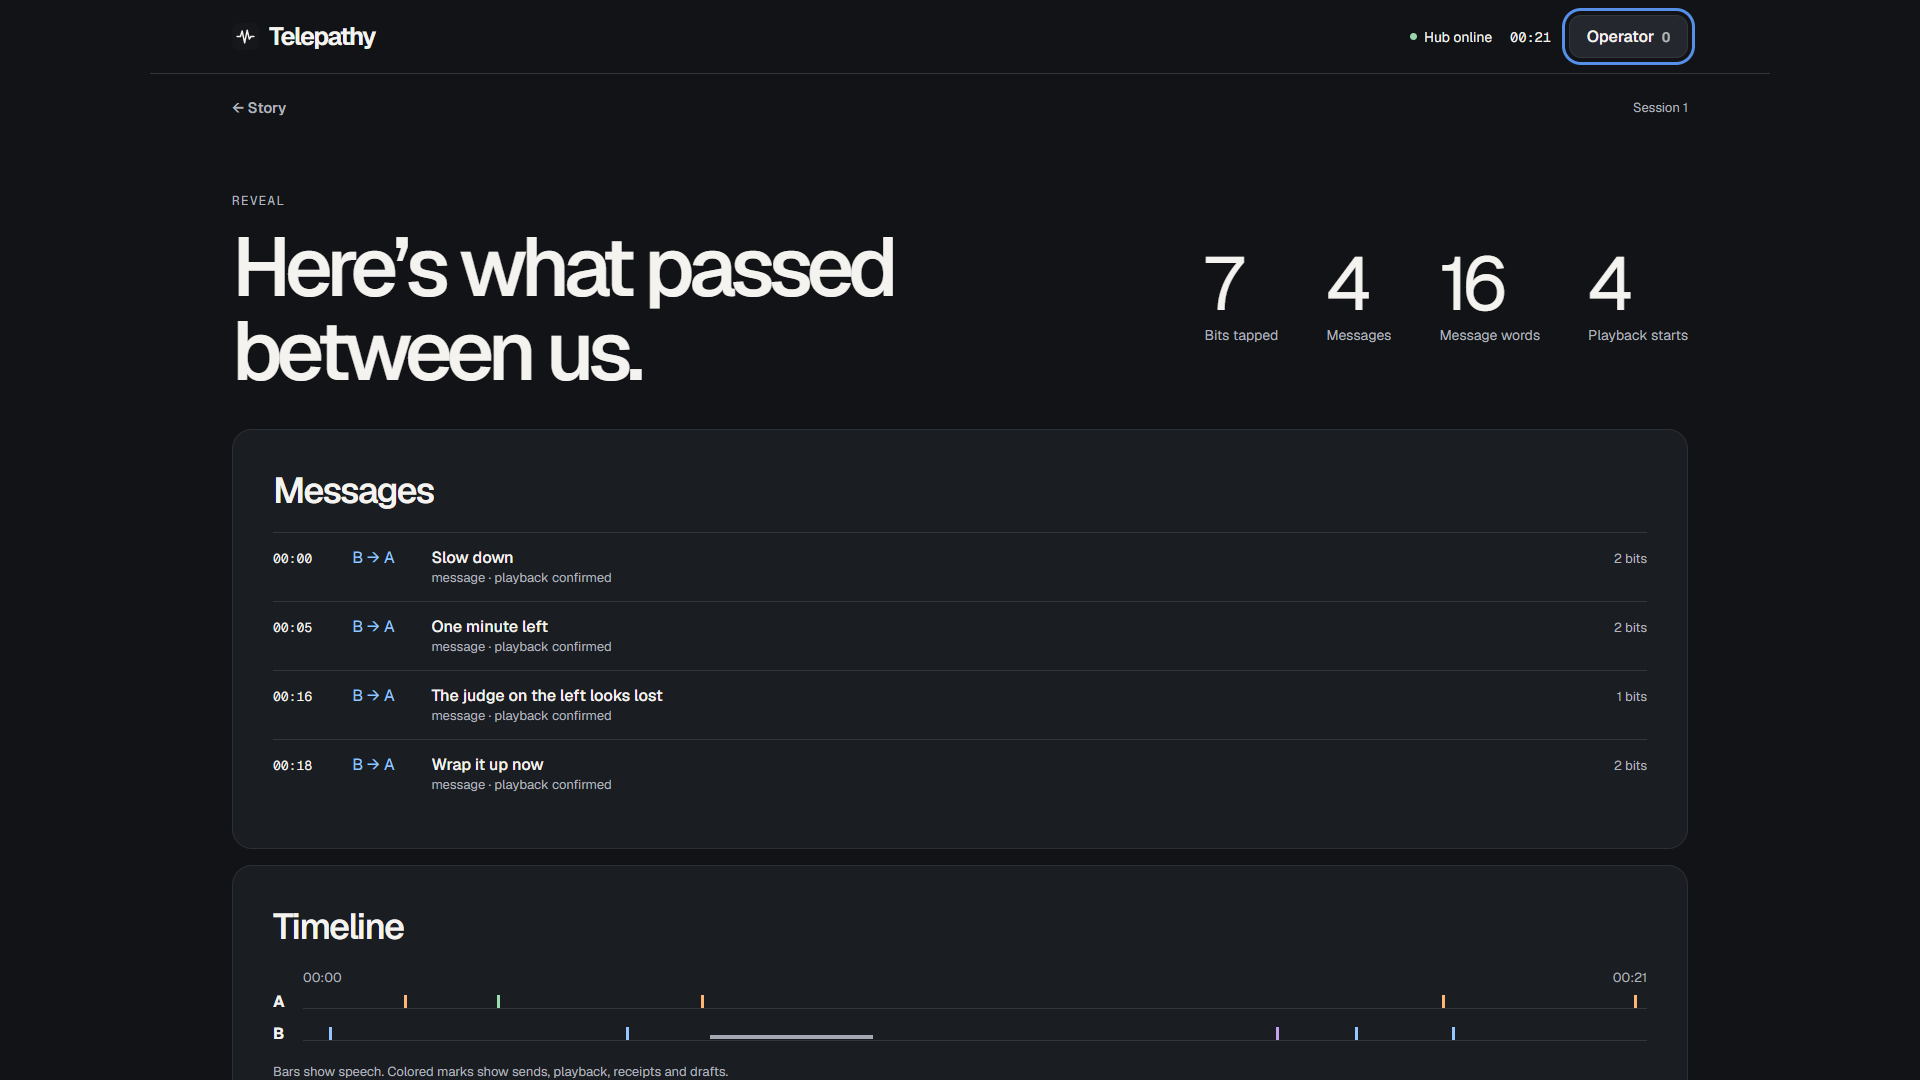 Telepathy
Hub online 00:21 Operator 0
← Story
Session 1
REVEAL
Here’s what passed
between us.
7 4 16 4
Bits tapped Messages Message words Playback starts
Messages
00:00 B → A Slow down 2 bits
message · playback confirmed
00:05 B → A One minute left 2 bits
message · playback confirmed
00:16 B → A The judge on the left looks lost 1 bits
message · playback confirmed
00:18 B → A Wrap it up now 2 bits
message · playback confirmed
Timeline
00:00 00:21
A
B
Bars show speech. Colored marks show sends, playback, receipts and drafts.